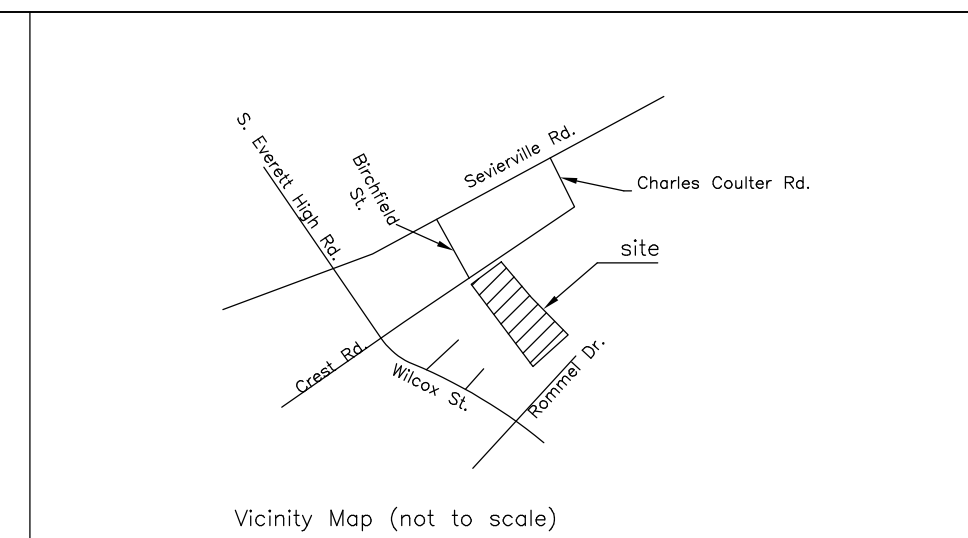 S. Everett High Rd.
Birchfield
St.
Sevierville Rd.
Charles Coulter Rd.
site
Crest Rd.
Wilcox St.
Rommel Dr.
Vicinity Map (not to scale)